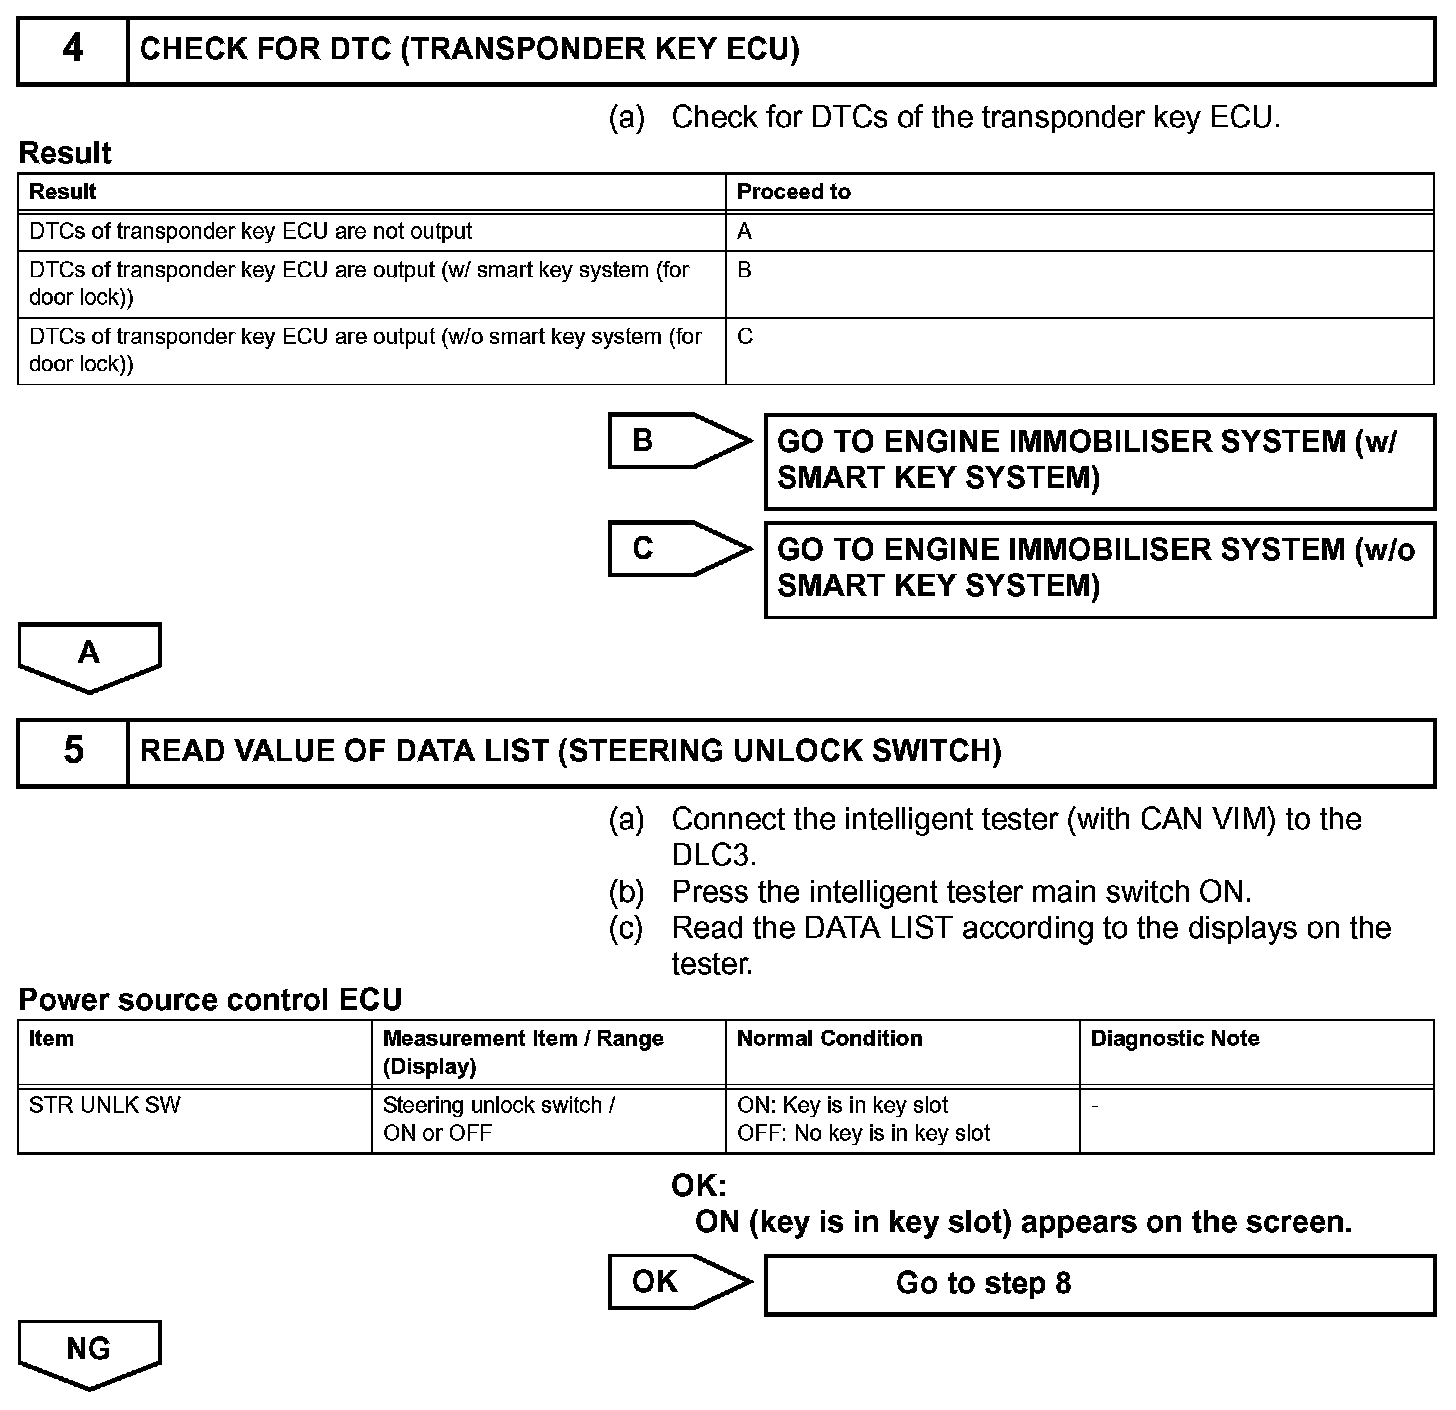 4 CHECK FOR DTC (TRANSPONDER KEY ECU)
(a) Check for DTCs of the transponder key ECU.
Result
Result Proceed to
DTCs of transponder key ECU are not output A
DTCs of transponder key ECU are output (w/ smart key system (for B
door lock))
DTCs of transponder key ECU are output (w/o smart key system (for C
door lock))
B GO TO ENGINE IMMOBILISER SYSTEM (w/
SMART KEY SYSTEM)
C GO TO ENGINE IMMOBILISER SYSTEM (w/o
SMART KEY SYSTEM)
A
5 READ VALUE OF DATA LIST (STEERING UNLOCK SWITCH)
(a) Connect the intelligent tester (with CAN VIM) to the
DLC3.
(b) Press the intelligent tester main switch ON.
(c) Read the DATA LIST according to the displays on the
tester.
Power source control ECU
Item Measurement Item / Range Normal Condition Diagnostic Note
(Display)
STR UNLK SW Steering unlock switch / ON: Key is in key slot -
ON or OFF OFF: No key is in key slot
OK:
ON (key is in key slot) appears on the screen.
OK Go to step 8
NG